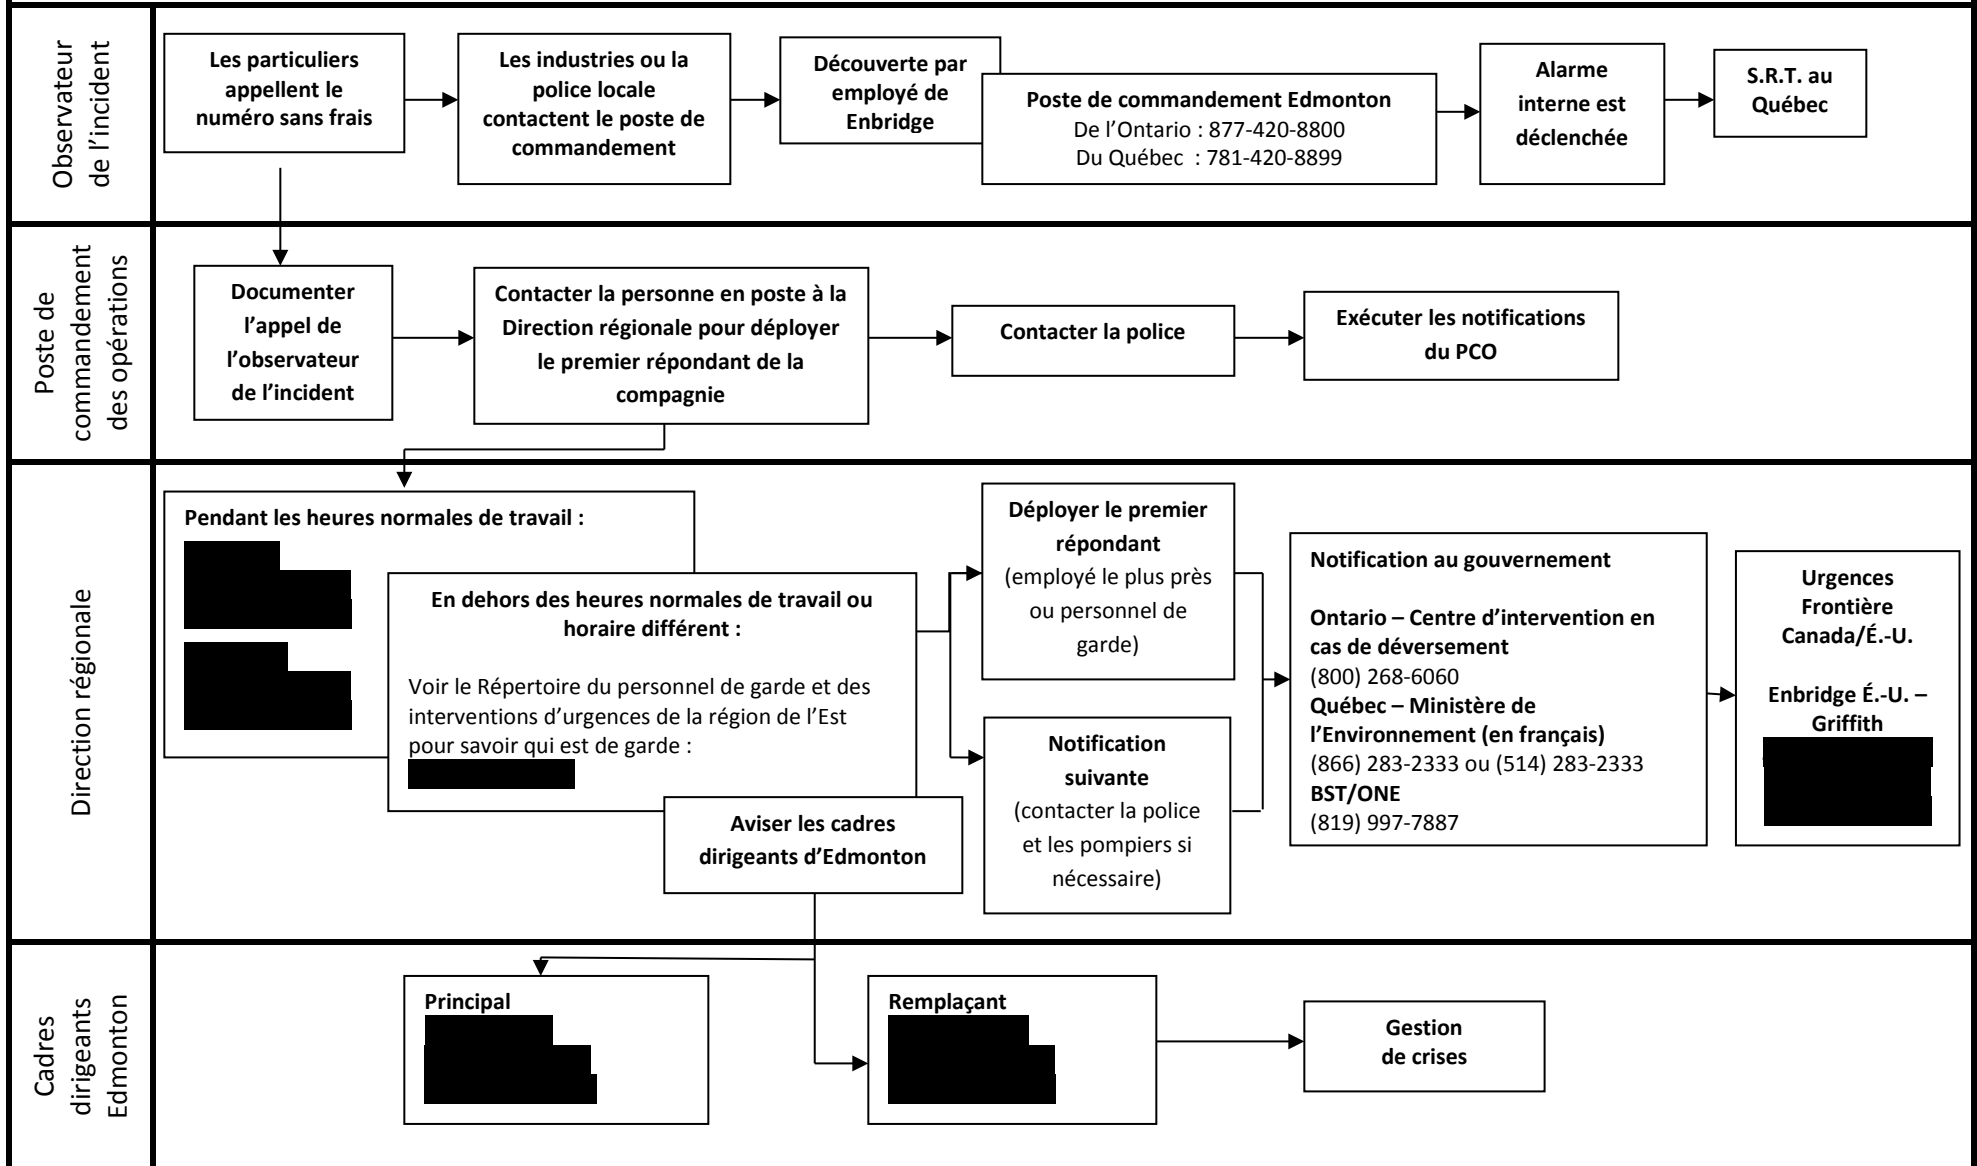 Observateur
de l’incident
Les particuliers
appellent le
numéro sans frais
Les industries ou la
police locale
contactent le poste de
commandement
Découverte par
employé de
Enbridge
Poste de commandement Edmonton
De l’Ontario : 877-420-8800
Du Québec : 781-420-8899
Alarme
interne est
déclenchée
S.R.T. au
Québec
Poste de
commandement
des opérations
Documenter
l’appel de
l’observateur
de l’incident
Contacter la personne en poste à la
Direction régionale pour déployer
le premier répondant de la
compagnie
Contacter la police
Exécuter les notifications
du PCO
Direction régionale
Pendant les heures normales de travail :
En dehors des heures normales de travail ou
horaire différent :
Voir le Répertoire du personnel de garde et des
interventions d’urgences de la région de l’Est
pour savoir qui est de garde :
Aviser les cadres
dirigeants d’Edmonton
Déployer le premier
répondant
(employé le plus près
ou personnel de
garde)
Notification
suivante
(contacter la police
et les pompiers si
nécessaire)
Notification au gouvernement
Ontario – Centre d’intervention en
cas de déversement
(800) 268-6060
Québec – Ministère de
l’Environnement (en français)
(866) 283-2333 ou (514) 283-2333
BST/ONE
(819) 997-7887
Urgences
Frontière
Canada/É.-U.
Enbridge É.-U. –
Griffith
Cadres
dirigeants
Edmonton
Principal
Remplaçant
Gestion
de crises